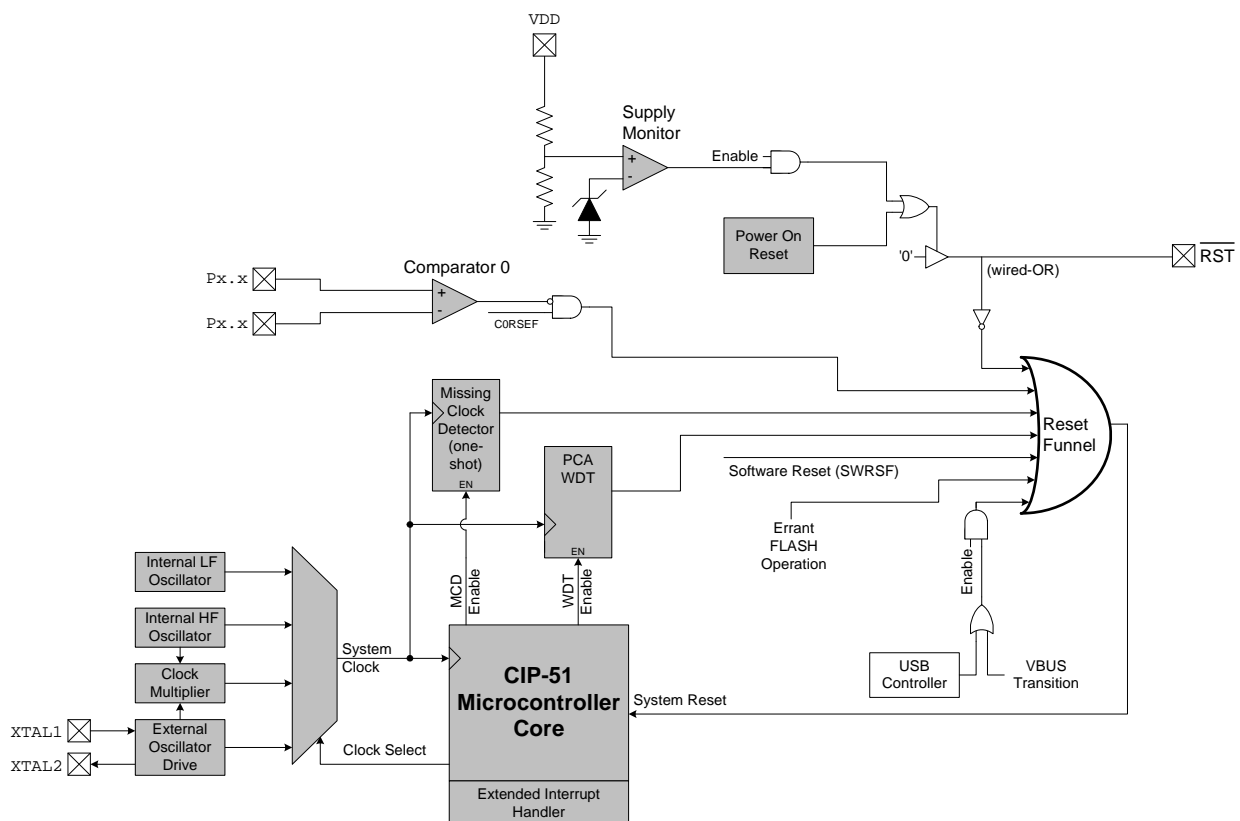 VDD
Supply
Monitor
+
-
Enable
Power On
Reset
'0'
(wired-OR)
RST
Px.x
Px.x
Comparator 0
+
-
C0RSEF
Missing
Clock
Detector
(one-
shot)
EN
PCA
WDT
EN
Reset
Funnel
Software Reset (SWRSF)
Errant
FLASH
Operation
Enable
USB
Controller
VBUS
Transition
Internal LF
Oscillator
Internal HF
Oscillator
Clock
Multiplier
External
Oscillator
Drive
XTAL1
XTAL2
System
Clock
MCD
Enable
WDT
Enable
CIP-51
Microcontroller
Core
System Reset
Clock Select
Extended Interrupt
Handler